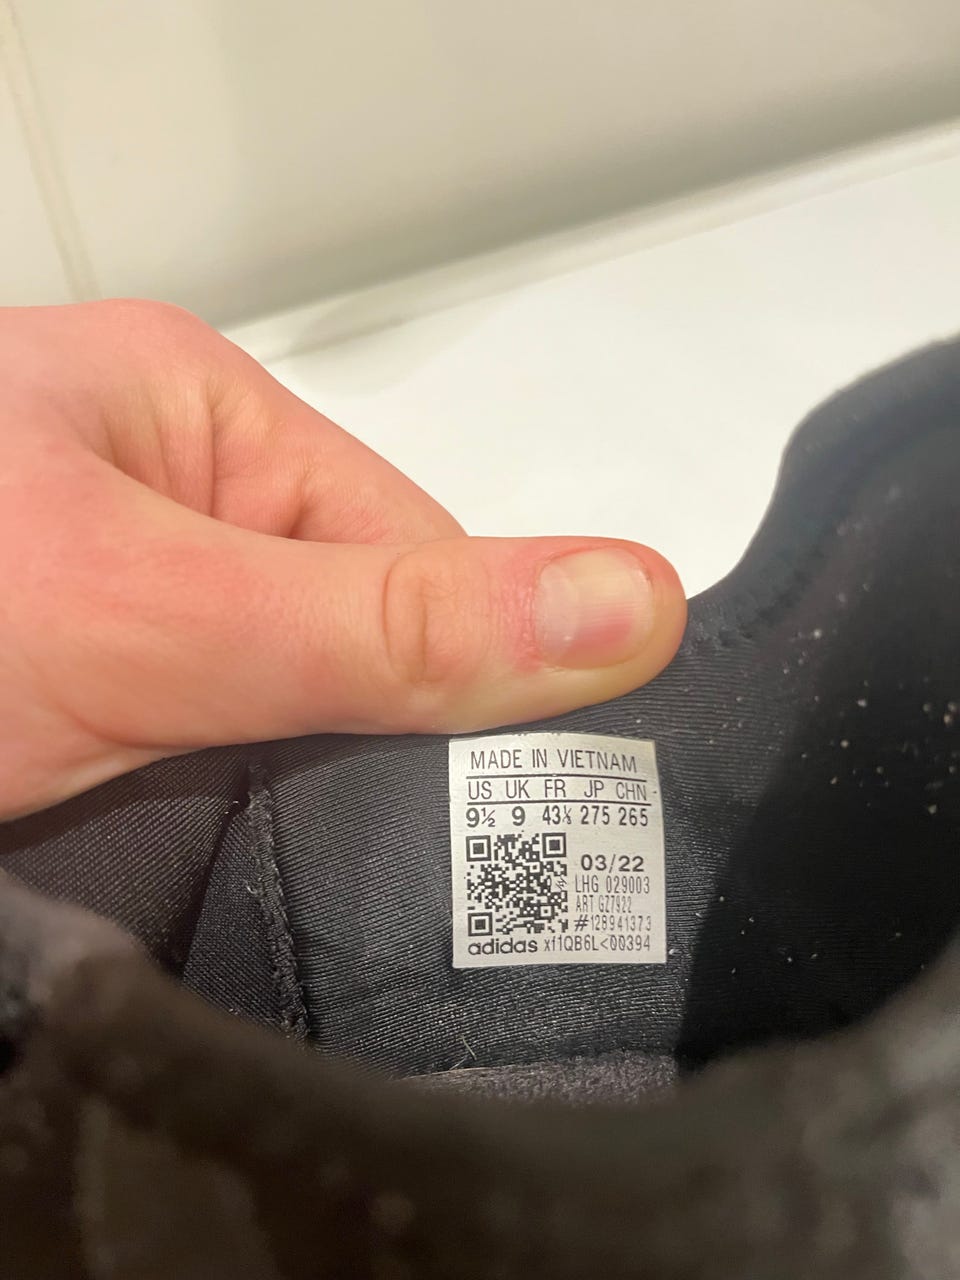 MADE IN VIETNAM
US UK FR JP CHN
9½ 9 43⅓ 275 265
03/22
LHG 029003
ART GZ7922
#128941373
adidas xf1QB6L<00394